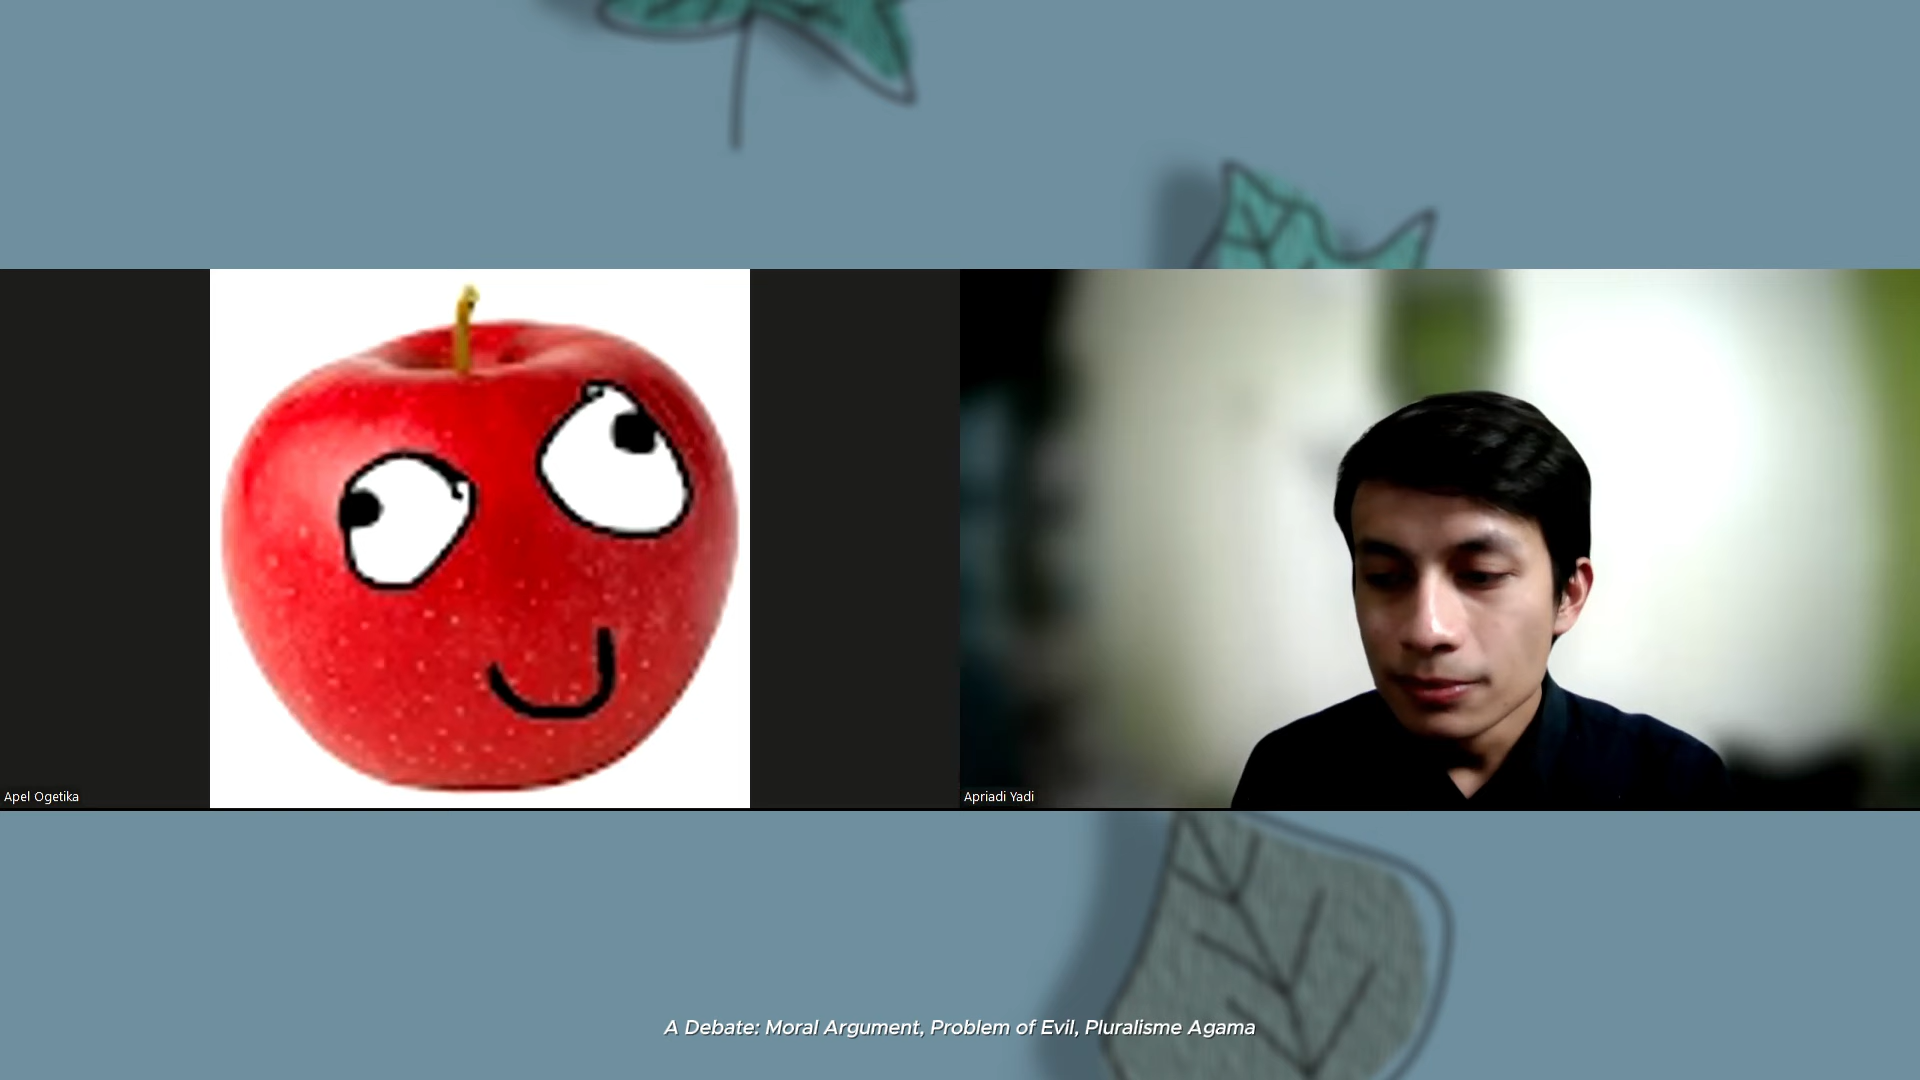 Apel Ogetika
Apriadi Yadi
A Debate: Moral Argument, Problem of Evil, Pluralisme Agama